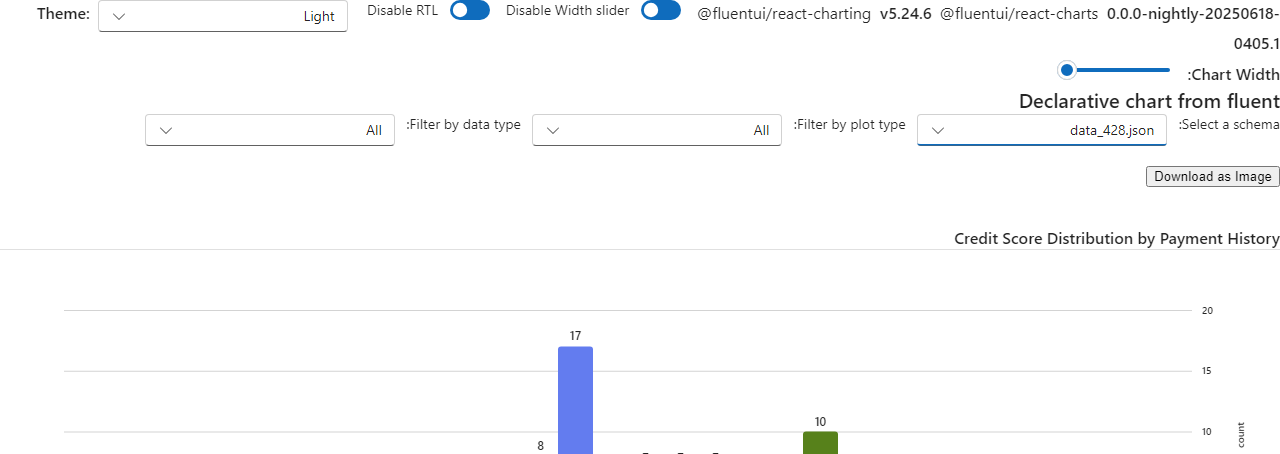 Theme: Light Disable RTL Disable Width slider @fluentui/react-charting v5.24.6 @fluentui/react-charts 0.0.0-nightly-20250618-0405.1
:Chart Width
Declarative chart from fluent
:Select a schema data_428.json :Filter by plot type All :Filter by data type All
Download as Image
Credit Score Distribution by Payment History
20
17
15
10
10
count
8